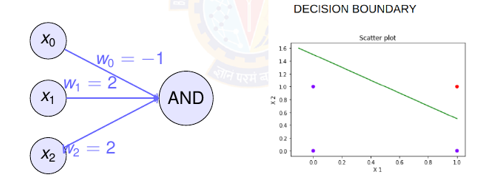 DECISION BOUNDARY
x0
w0 = −1
x1
w1 = 2
AND
x2
w2 = 2
Scatter plot
X 2
1.6
1.4
1.2
1.0
0.8
0.6
0.4
0.2
0.0
0.0 0.2 0.4 0.6 0.8 1.0
X 1